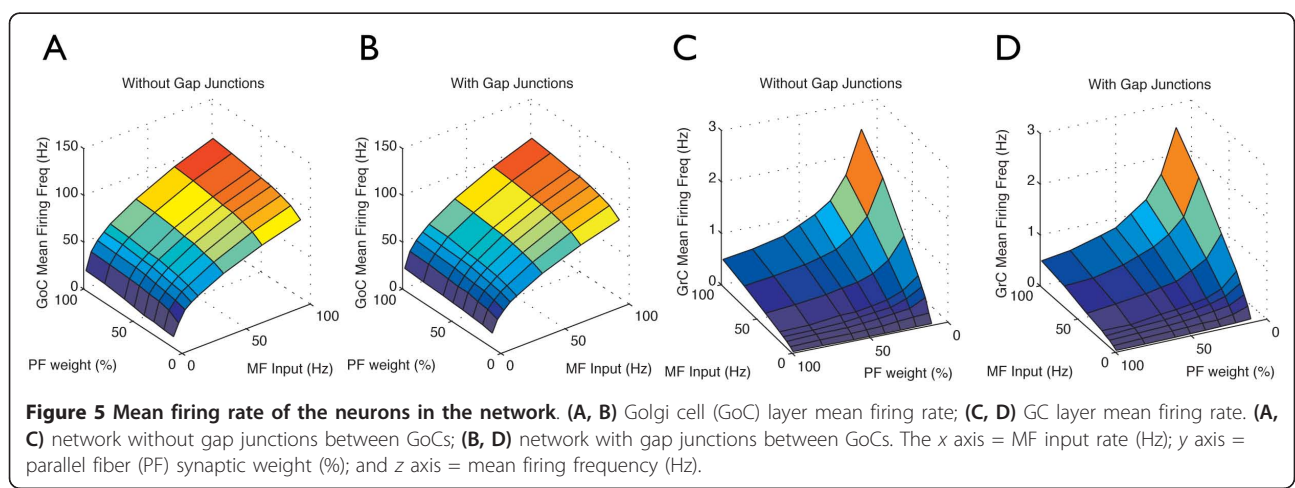 A
B
C
D
Without Gap Junctions
With Gap Junctions
Without Gap Junctions
With Gap Junctions
GoC Mean Firing Freq (Hz)
150
100
50
0
100
50
0
PF weight (%)
0
50
100
MF Input (Hz)
GoC Mean Firing Freq (Hz)
150
100
50
0
100
50
0
PF weight (%)
0
50
100
MF Input (Hz)
GrC Mean Firing Freq (Hz)
3
2
1
0
100
50
0
MF Input (Hz)
100
50
0
PF weight (%)
GrC Mean Firing Freq (Hz)
3
2
1
0
100
50
0
MF Input (Hz)
100
50
0
PF weight (%)
Figure 5 Mean firing rate of the neurons in the network. (A, B) Golgi cell (GoC) layer mean firing rate; (C, D) GC layer mean firing rate. (A,
C) network without gap junctions between GoCs; (B, D) network with gap junctions between GoCs. The x axis = MF input rate (Hz); y axis =
parallel fiber (PF) synaptic weight (%); and z axis = mean firing frequency (Hz).